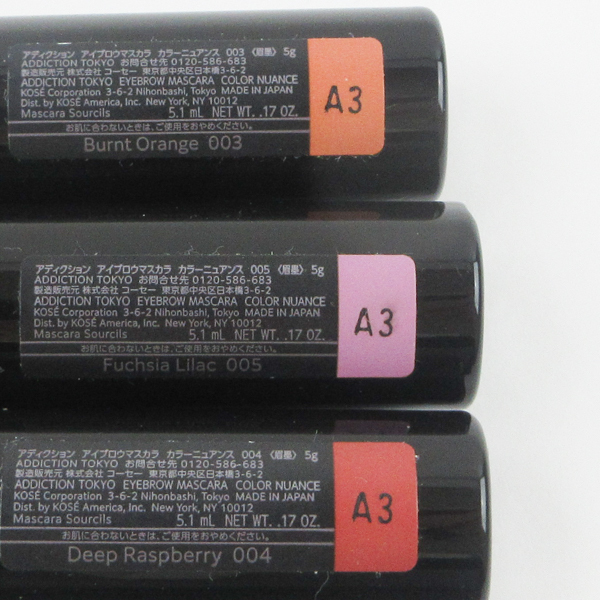 アディクション アイブロウマスカラ カラーニュアンス 003 〈眉墨〉 5g
ADDICTION TOKYO お問合せ先 0120-586-683
製造販売元 株式会社 コーセー 東京都中央区日本橋3-6-2
ADDICTION TOKYO EYEBROW MASCARA COLOR NUANCE
KOSÉ Corporation 3-6-2 Nihonbashi, Tokyo MADE IN JAPAN
Dist. by KOSÉ America, Inc. New York, NY 10012
Mascara Sourcils 5.1 mL NET WT. .17 OZ.
お肌に合わないときは、ご使用をおやめください。
Burnt Orange 003
A3
アディクション アイブロウマスカラ カラーニュアンス 005 〈眉墨〉 5g
ADDICTION TOKYO お問合せ先 0120-586-683
製造販売元 株式会社 コーセー 東京都中央区日本橋3-6-2
ADDICTION TOKYO EYEBROW MASCARA COLOR NUANCE
KOSÉ Corporation 3-6-2 Nihonbashi, Tokyo MADE IN JAPAN
Dist. by KOSÉ America, Inc. New York, NY 10012
Mascara Sourcils 5.1 mL NET WT. .17 OZ.
お肌に合わないときは、ご使用をおやめください。
Fuchsia Lilac 005
A3
アディクション アイブロウマスカラ カラーニュアンス 004 〈眉墨〉 5g
ADDICTION TOKYO お問合せ先 0120-586-683
製造販売元 株式会社 コーセー 東京都中央区日本橋3-6-2
ADDICTION TOKYO EYEBROW MASCARA COLOR NUANCE
KOSÉ Corporation 3-6-2 Nihonbashi, Tokyo MADE IN JAPAN
Dist. by KOSÉ America, Inc. New York, NY 10012
Mascara Sourcils 5.1 mL NET WT. .17 OZ.
お肌に合わないときは、ご使用をおやめください。
Deep Raspberry 004
A3